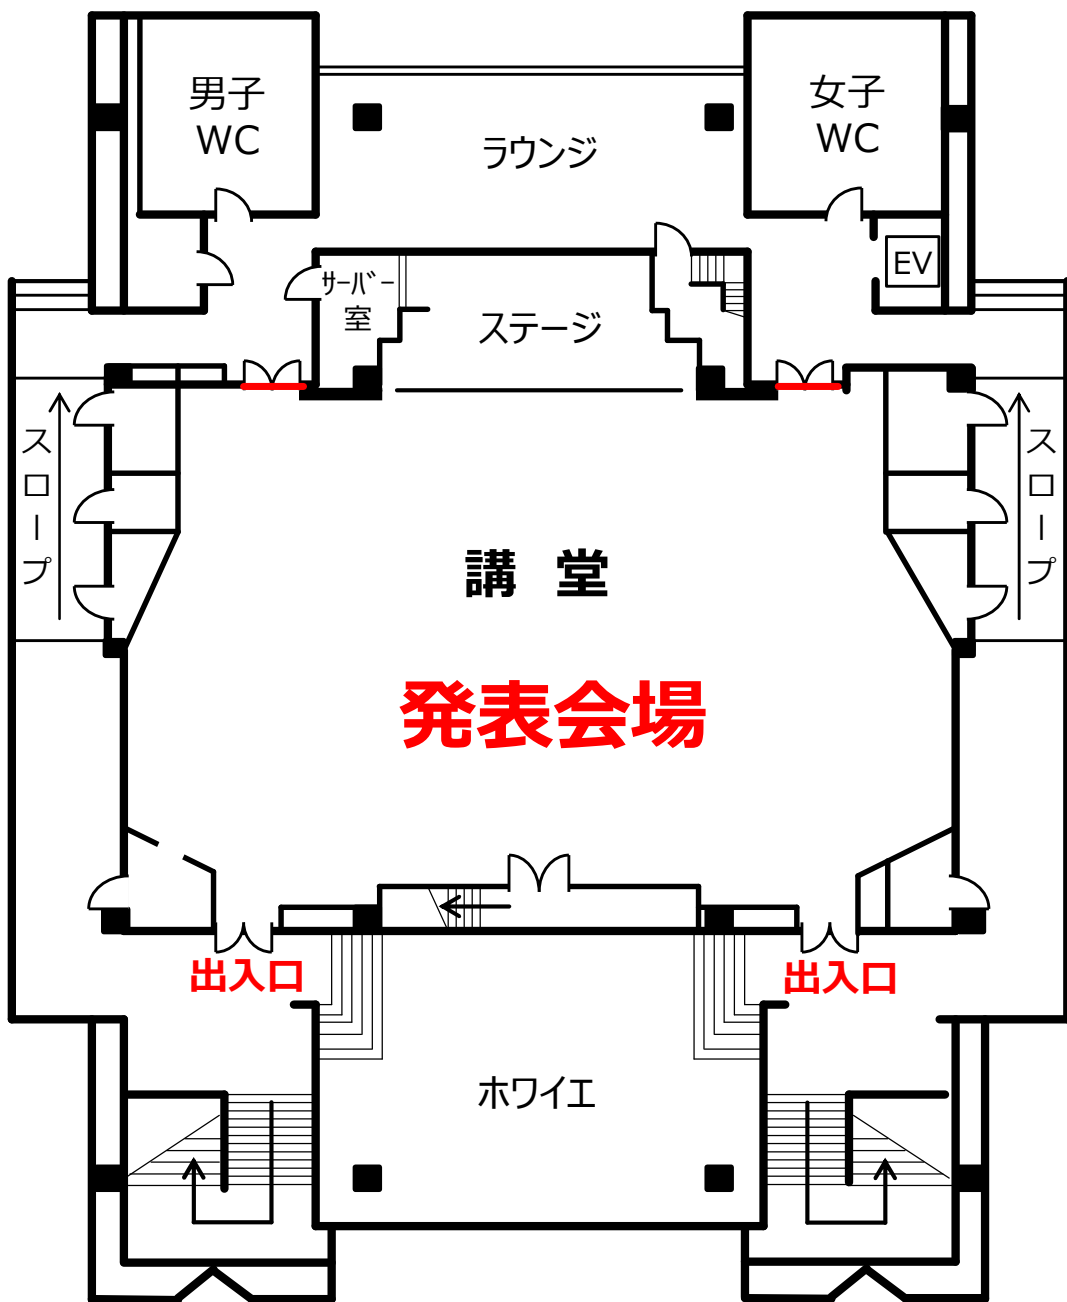 男子
WC
女子
WC
ラウンジ
EV
ｻｰﾊﾞｰ
室
ステージ
スロープ
スロープ
講 堂
発表会場
出入口
出入口
ホワイエ